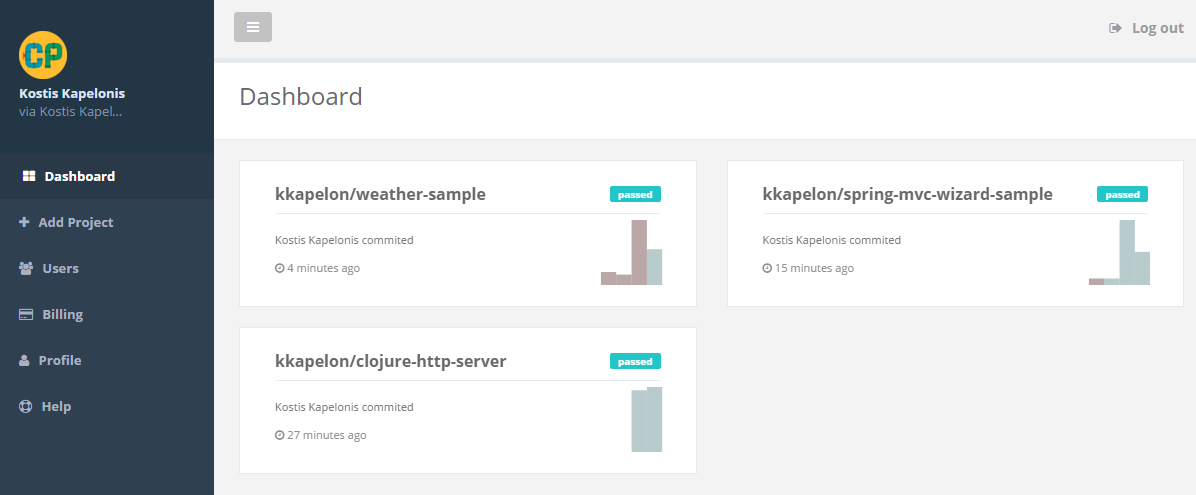 CP
Kostis Kapelonis
via Kostis Kapel...
Dashboard
Add Project
Users
Billing
Profile
Help
Log out
Dashboard
kkapelon/weather-sample
passed
Kostis Kapelonis commited
4 minutes ago
kkapelon/spring-mvc-wizard-sample
passed
Kostis Kapelonis commited
15 minutes ago
kkapelon/clojure-http-server
passed
Kostis Kapelonis commited
27 minutes ago